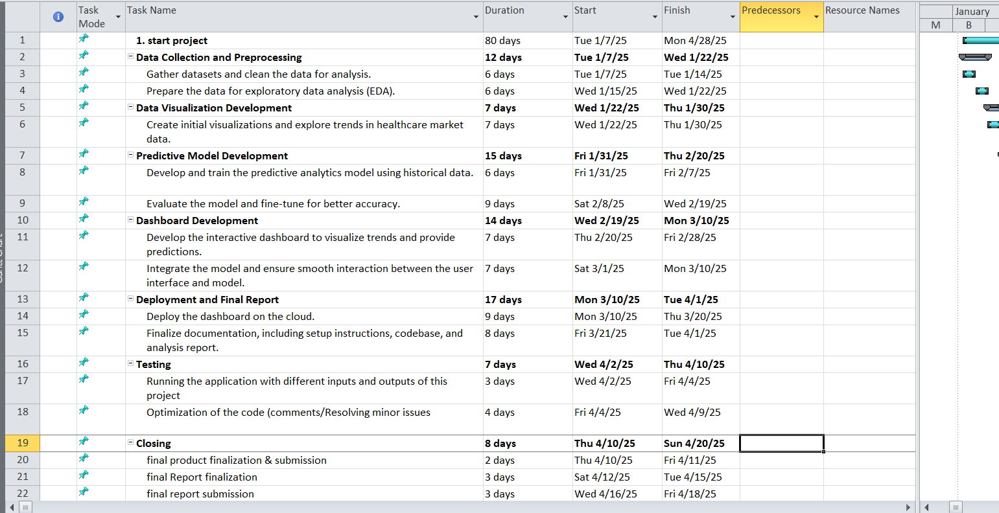 Task Mode Task Name Duration Start Finish Predecessors Resource Names January
M B
1 1. start project 80 days Tue 1/7/25 Mon 4/28/25
2 Data Collection and Preprocessing 12 days Tue 1/7/25 Wed 1/22/25
3 Gather datasets and clean the data for analysis. 6 days Tue 1/7/25 Tue 1/14/25
4 Prepare the data for exploratory data analysis (EDA). 6 days Wed 1/15/25 Wed 1/22/25
5 Data Visualization Development 7 days Wed 1/22/25 Thu 1/30/25
6 Create initial visualizations and explore trends in healthcare market 7 days Wed 1/22/25 Thu 1/30/25
data.
7 Predictive Model Development 15 days Fri 1/31/25 Thu 2/20/25
8 Develop and train the predictive analytics model using historical data. 6 days Fri 1/31/25 Fri 2/7/25
9 Evaluate the model and fine-tune for better accuracy. 9 days Sat 2/8/25 Wed 2/19/25
10 Dashboard Development 14 days Wed 2/19/25 Mon 3/10/25
11 Develop the interactive dashboard to visualize trends and provide 7 days Thu 2/20/25 Fri 2/28/25
predictions.
12 Integrate the model and ensure smooth interaction between the user 7 days Sat 3/1/25 Mon 3/10/25
interface and model.
13 Deployment and Final Report 17 days Mon 3/10/25 Tue 4/1/25
14 Deploy the dashboard on the cloud. 9 days Mon 3/10/25 Thu 3/20/25
15 Finalize documentation, including setup instructions, codebase, and 8 days Fri 3/21/25 Tue 4/1/25
analysis report.
16 Testing 7 days Wed 4/2/25 Thu 4/10/25
17 Running the application with different inputs and outputs of this 3 days Wed 4/2/25 Fri 4/4/25
project
18 Optimization of the code (comments/Resolving minor issues 4 days Fri 4/4/25 Wed 4/9/25
19 Closing 8 days Thu 4/10/25 Sun 4/20/25
20 final product finalization & submission 2 days Thu 4/10/25 Fri 4/11/25
21 final Report finalization 3 days Sat 4/12/25 Tue 4/15/25
22 final report submission 3 days Wed 4/16/25 Fri 4/18/25